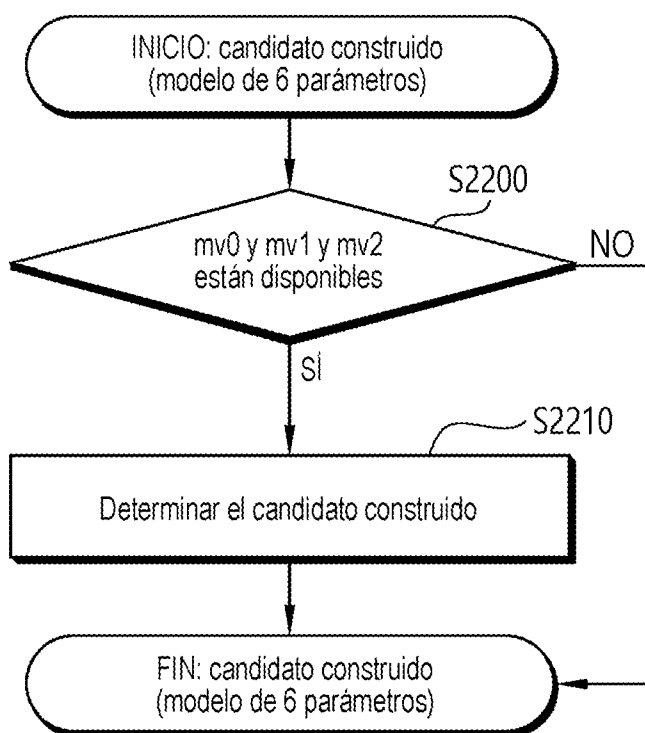 INICIO: candidato construido
(modelo de 6 parámetros)
S2200
mv0 y mv1 y mv2
están disponibles
NO
SÍ
S2210
Determinar el candidato construido
FIN: candidato construido
(modelo de 6 parámetros)